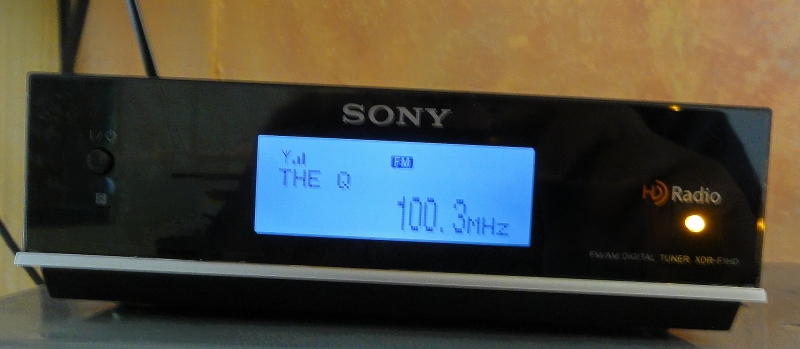 SONY
FM
THE Q
100.3MHz
HD Radio
FM/AM DIGITAL TUNER XDR-F1HD